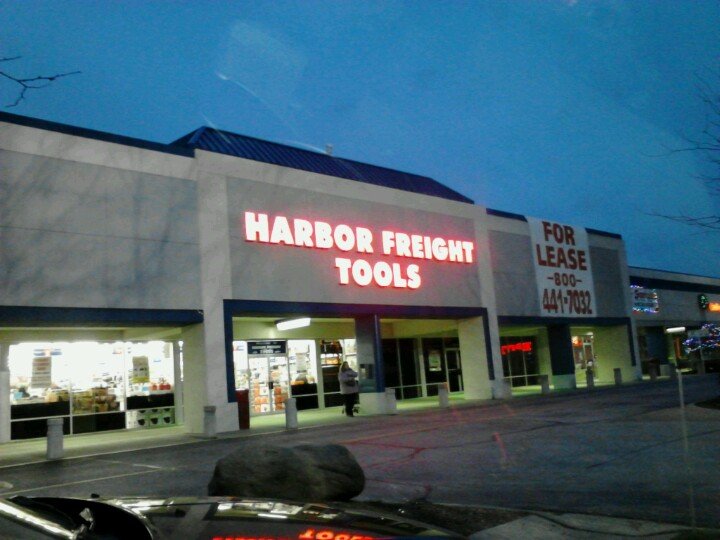 HARBOR FREIGHT
TOOLS
FOR
LEASE
-800-
441-7032